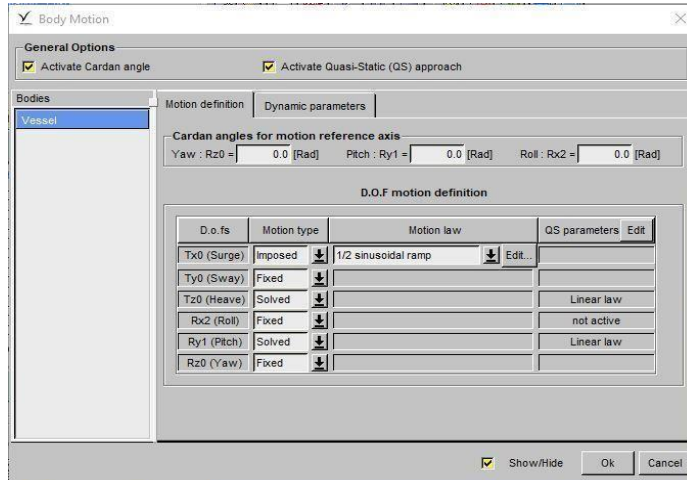 Body Motion
General Options
Activate Cardan angle Activate Quasi-Static (QS) approach
Bodies Motion definition Dynamic parameters
Vessel
Cardan angles for motion reference axis
Yaw : Rz0 = 0.0 [Rad] Pitch : Ry1 = 0.0 [Rad] Roll : Rx2 = 0.0 [Rad]
D.O.F motion definition
D.o.fs Motion type Motion law QS parameters Edit
Tx0 (Surge) Imposed 1/2 sinusoidal ramp Edit...
Ty0 (Sway) Fixed
Tz0 (Heave) Solved Linear law
Rx2 (Roll) Fixed not active
Ry1 (Pitch) Solved Linear law
Rz0 (Yaw) Fixed
Show/Hide Ok Cancel